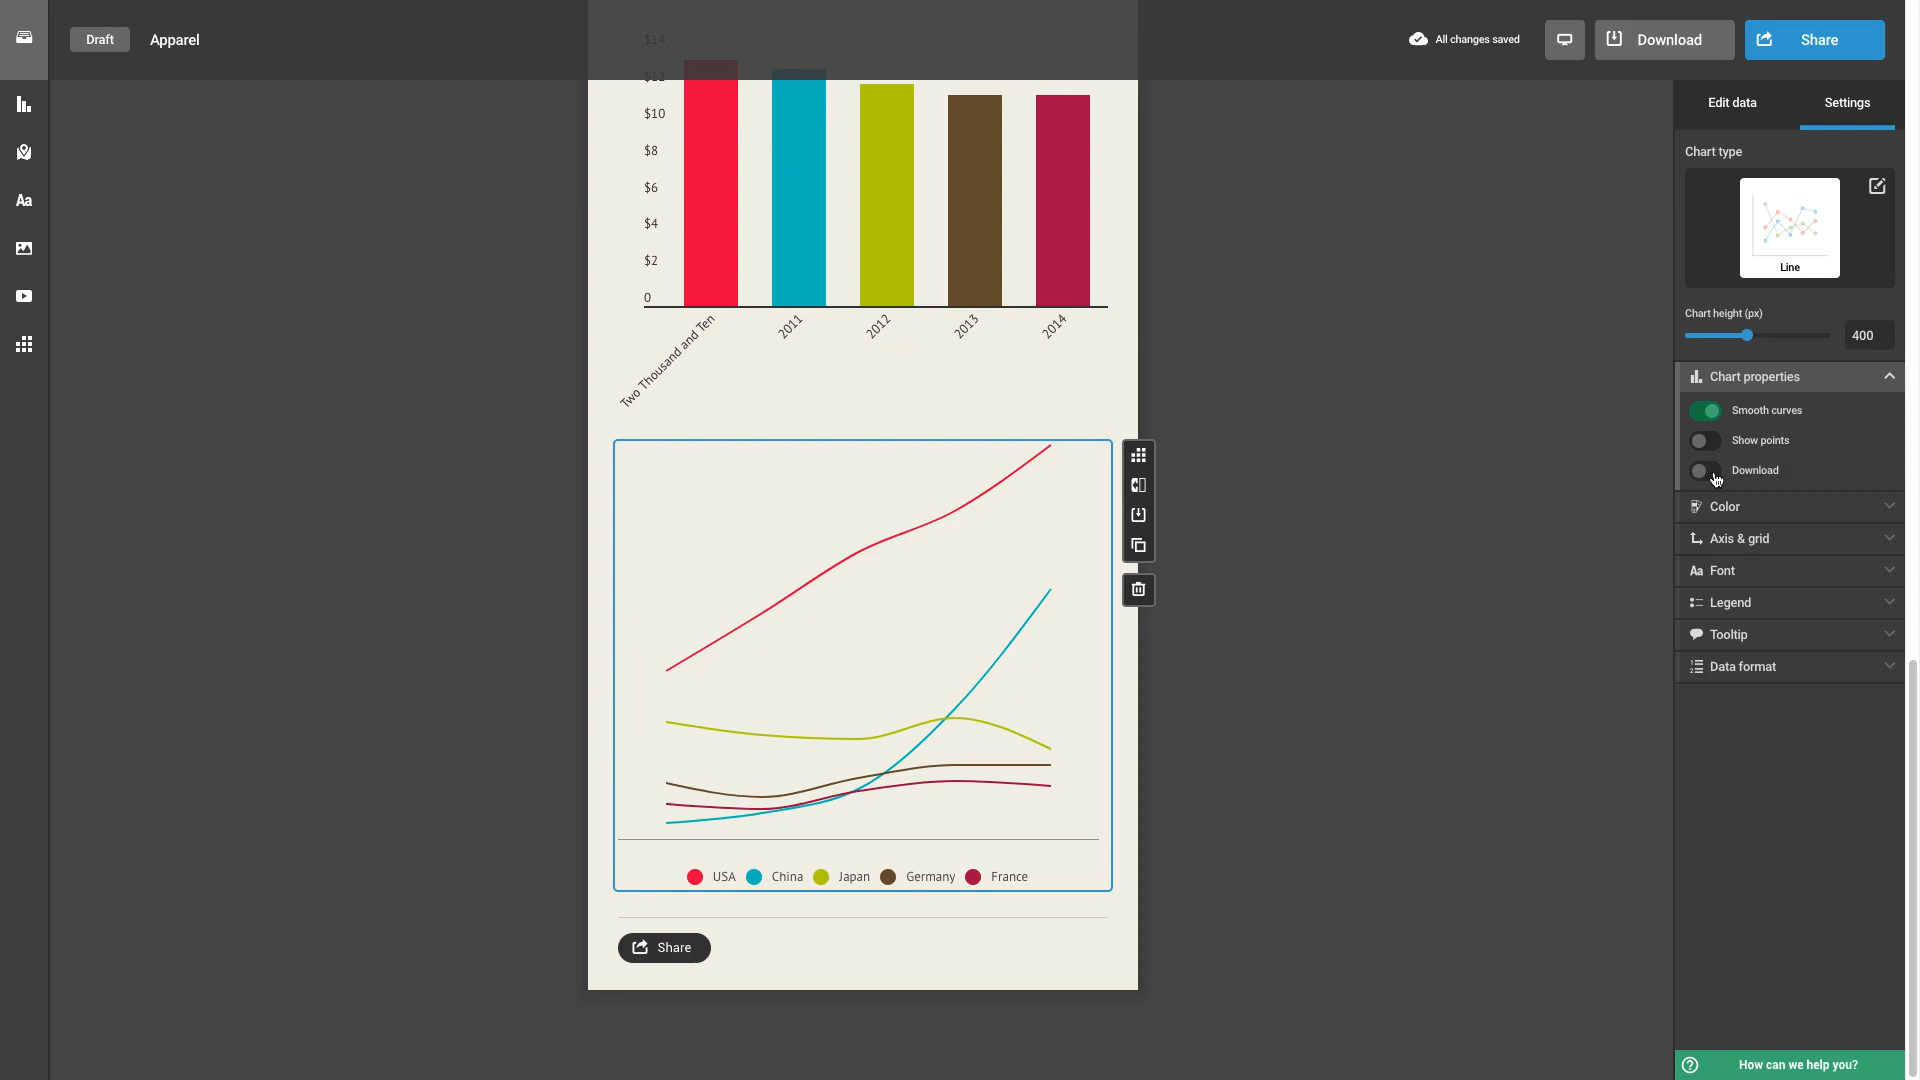 Draft
Apparel
All changes saved
Download
Share
$14
$12
$10
$8
$6
$4
$2
0
Two Thousand and Ten
2011
2012
2013
2014
USA
China
Japan
Germany
France
Share
Aa
Edit data
Settings
Chart type
Line
Chart height (px)
400
Chart properties
Smooth curves
Show points
Download
Color
Axis & grid
Aa Font
Legend
Tooltip
Data format
How can we help you?